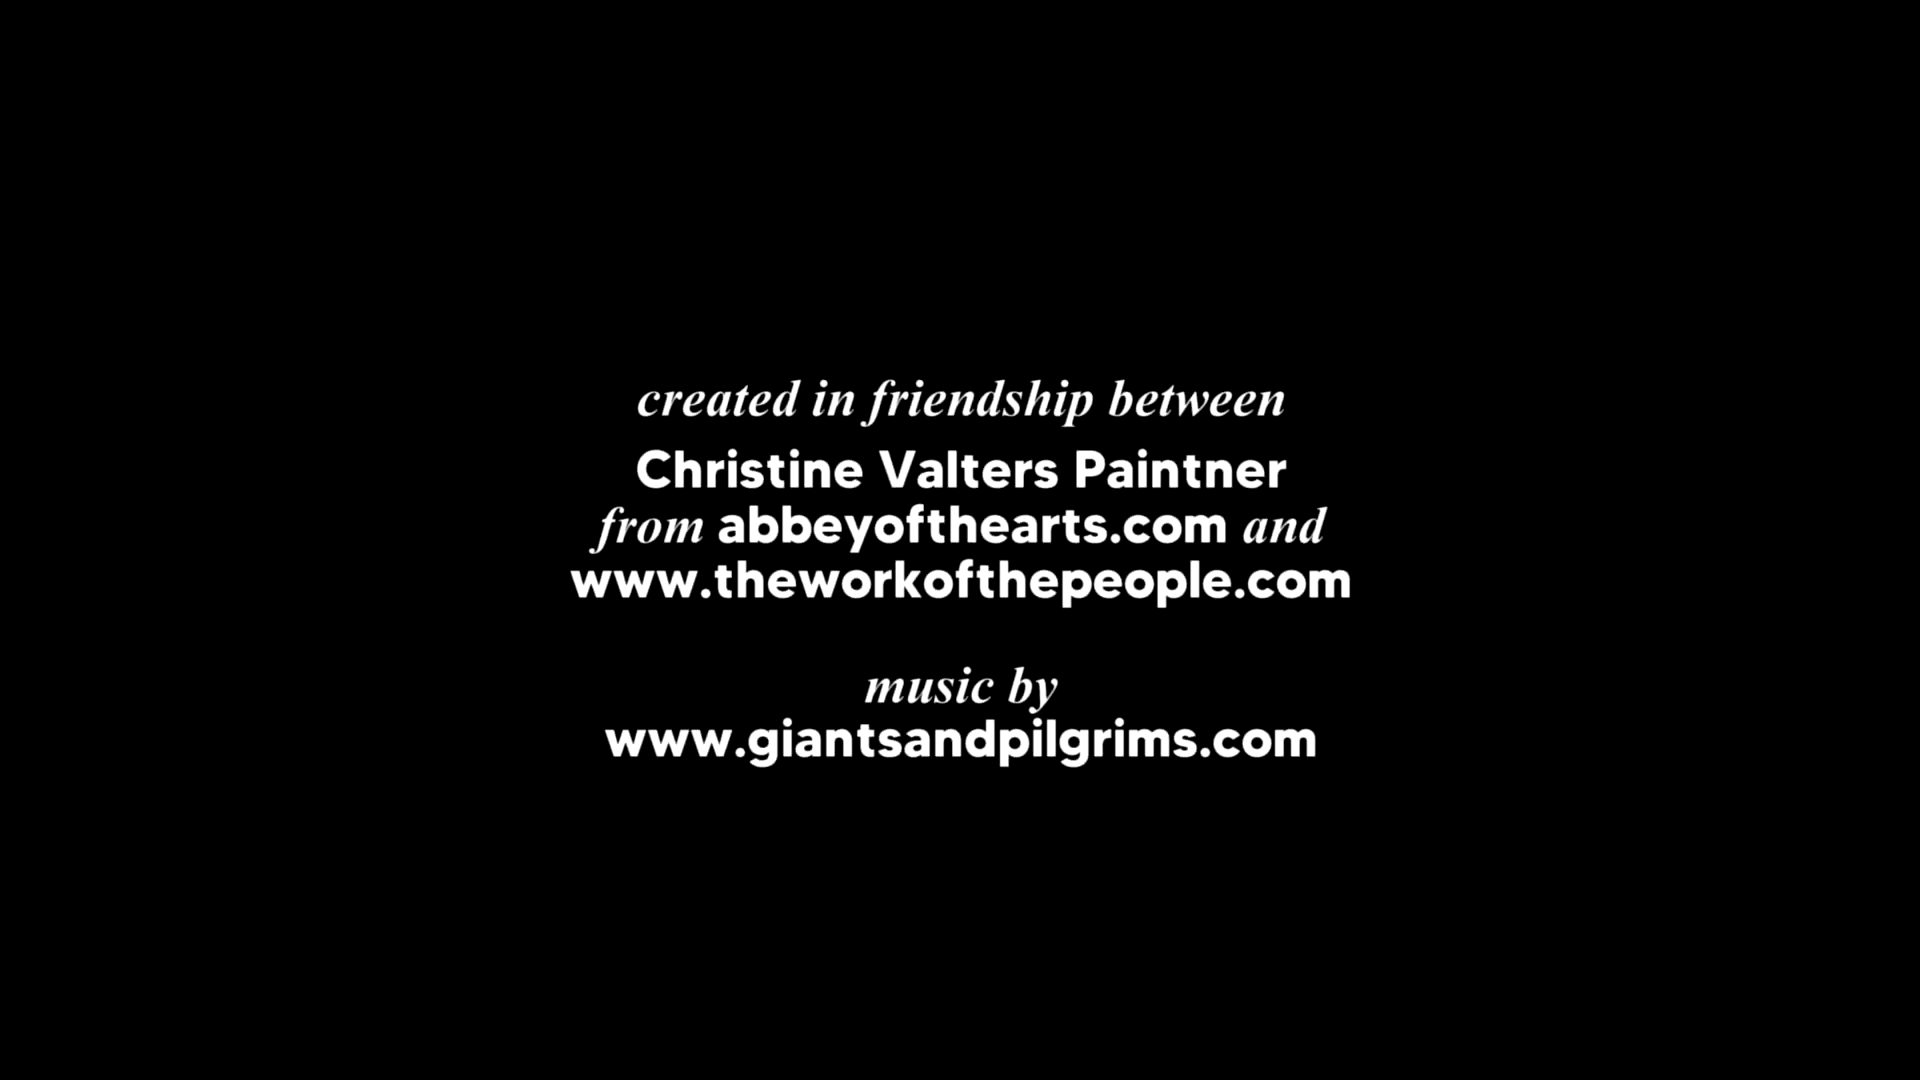 created in friendship between
Christine Valters Paintner
from abbeyofthearts.com and
www.theworkofthepeople.com
music by
www.giantsandpilgrims.com